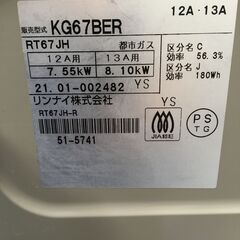 12A・13A
販売型式 KG67BER
RT67JH 都市ガス
12A用 13A用
7.55kW 8.10kW
区分名 C
効率 56.3%
区分名 J
効率 180Wh
21.01-002482 YS
リンナイ株式会社 YS
RT67JH-R
JIA認証
PS
TG
51-5741